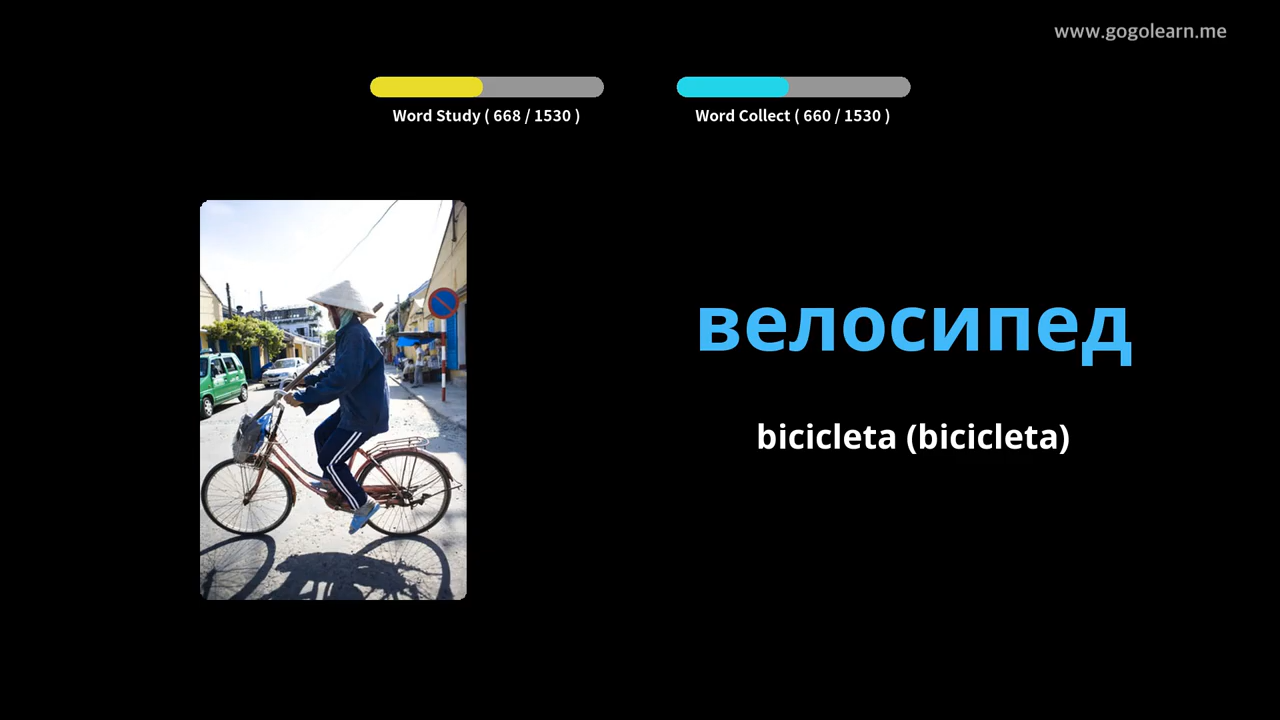 www.gogolearn.me
Word Study ( 668 / 1530 )
Word Collect ( 660 / 1530 )
велосипед
bicicleta (bicicleta)